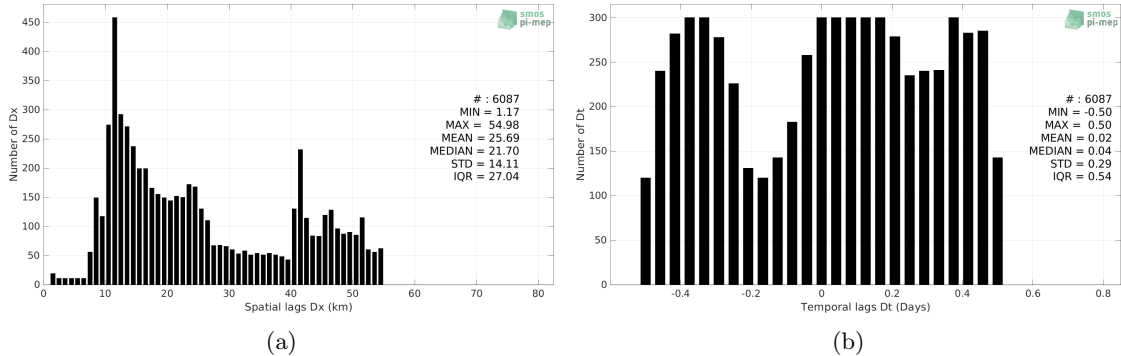 450
400
350
300
250
200
150
100
50
0
Number of Dx
smos
pi-mep
# : 6087
MIN = 1.17
MAX = 54.98
MEAN = 25.69
MEDIAN = 21.70
STD = 14.11
IQR = 27.04
0 10 20 30 40 50 60 70 80
Spatial lags Dx (km)
(a)
300
250
200
150
100
50
0
Number of Dt
smos
pi-mep
# : 6087
MIN = -0.50
MAX = 0.50
MEAN = 0.02
MEDIAN = 0.04
STD = 0.29
IQR = 0.54
-0.4 -0.2 0 0.2 0.4 0.6 0.8
Temporal lags Dt (Days)
(b)